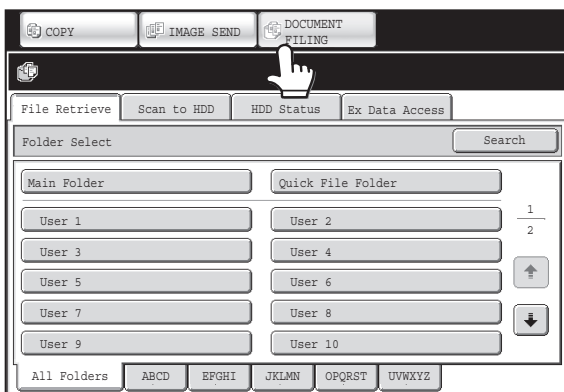 COPY
IMAGE SEND
DOCUMENT
FILING
File Retrieve
Scan to HDD
HDD Status
Ex Data Access
Folder Select
Search
Main Folder
Quick File Folder
User 1
User 2
1
2
User 3
User 4
User 5
User 6
User 7
User 8
User 9
User 10
All Folders
ABCD
EFGHI
JKLMN
OPQRST
UVWXYZ